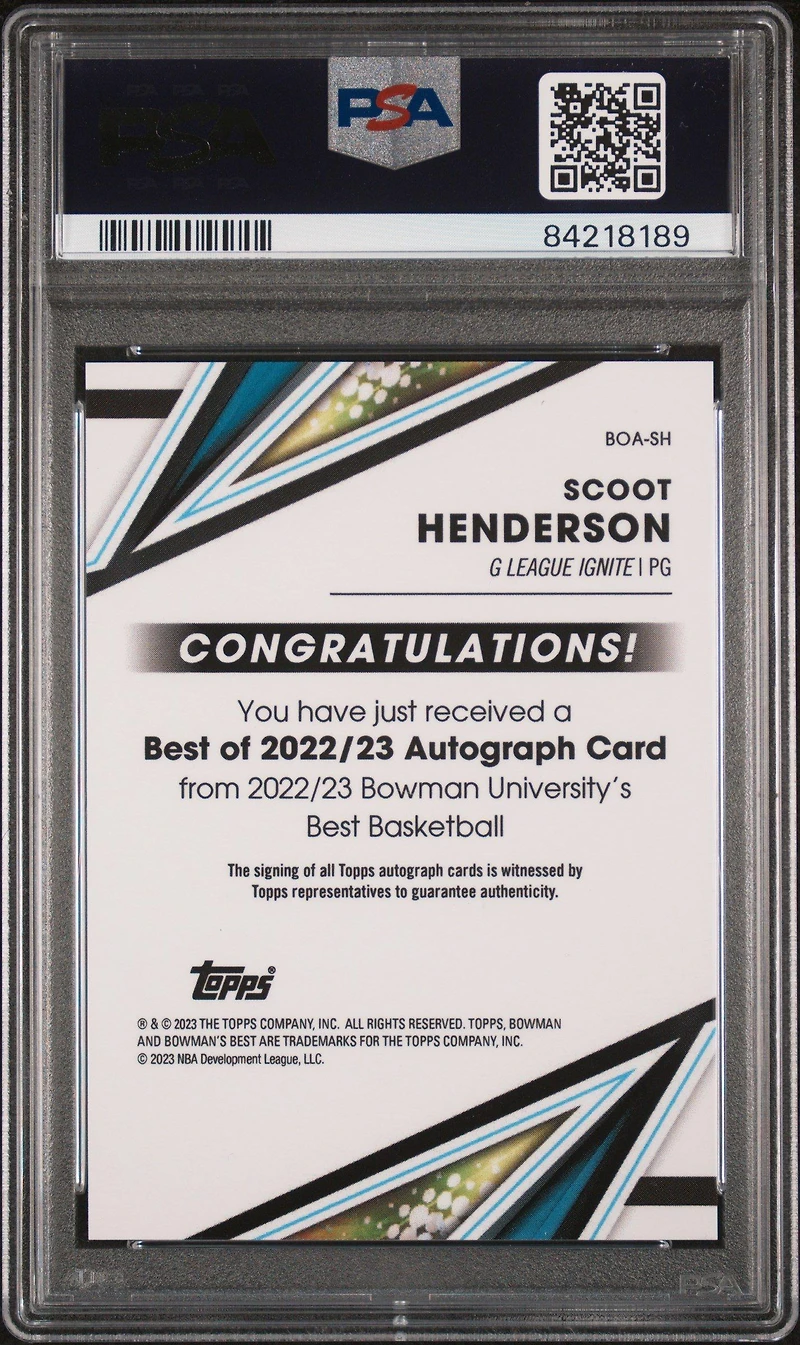 PSA
84218189
BOA-SH
SCOOT
HENDERSON
G LEAGUE IGNITE | PG
CONGRATULATIONS!
You have just received a
Best of 2022/23 Autograph Card
from 2022/23 Bowman University's
Best Basketball
The signing of all Topps autograph cards is witnessed by
Topps representatives to guarantee authenticity.
Topps®
® & © 2023 THE TOPPS COMPANY, INC. ALL RIGHTS RESERVED. TOPPS, BOWMAN
AND BOWMAN'S BEST ARE TRADEMARKS FOR THE TOPPS COMPANY, INC.
© 2023 NBA Development League, LLC.
PSA